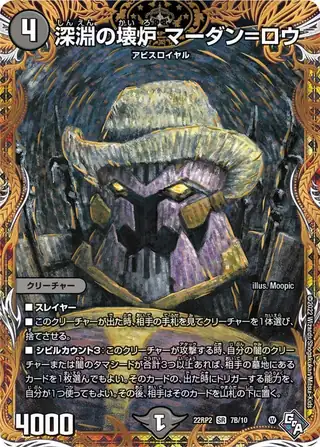 4
しんえん かいろ
深淵の壊炉 マーダン=ロウ
アビスロイヤル
illus. Moopic
クリーチャー
■スレイヤー
■このクリーチャーが出た時、相手の手札を見てクリーチャーを1体選び、
捨てさせる。
■シビルカウント3:このクリーチャーが攻撃する時、自分の闇のクリー
チャーまたは闇のタマシードが合計3つ以上あれば、相手の墓地にある
カードを1枚選んでもよい。そのカードの、出た時にトリガーする能力を、
自分が1つ使ってもよい。その後、相手はそのカードを山札の下に置く。
4000
22RP2 SR 7B/10